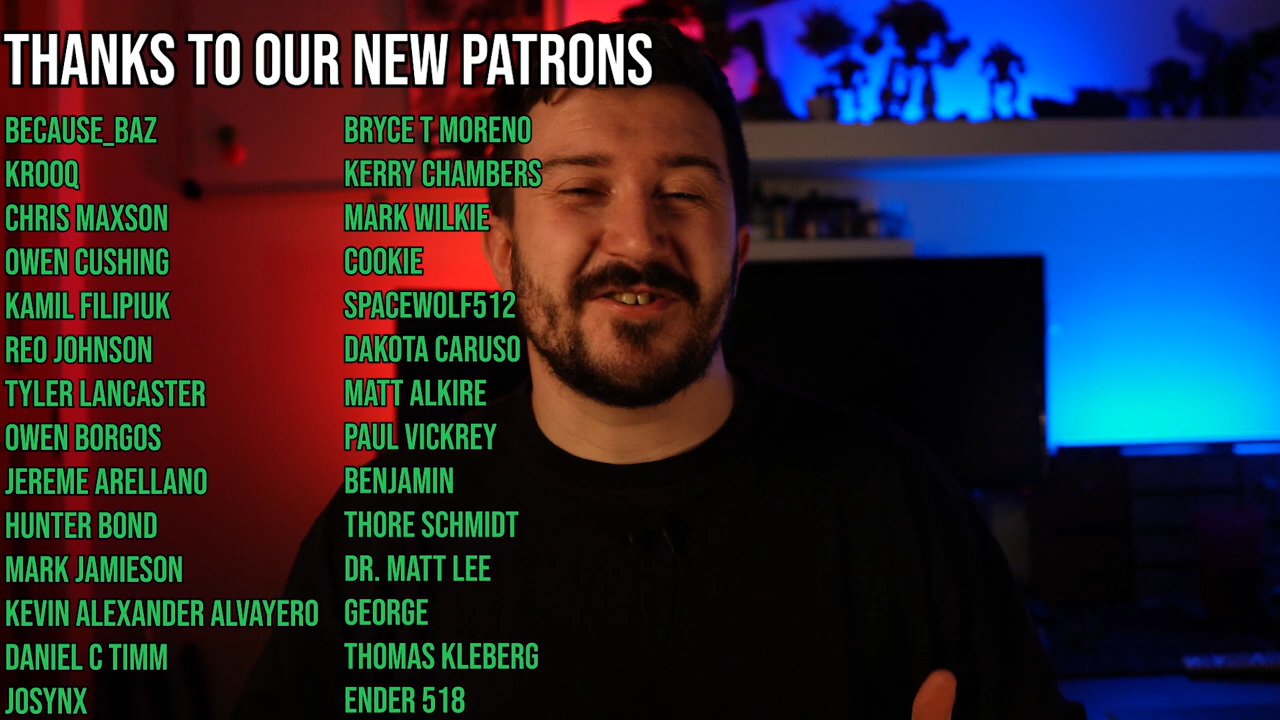 THANKS TO OUR NEW PATRONS
BECAUSE_BAZ
KROOQ
CHRIS MAXSON
OWEN CUSHING
KAMIL FILIPIUK
REO JOHNSON
TYLER LANCASTER
OWEN BORGOS
JEREME ARELLANO
HUNTER BOND
MARK JAMIESON
KEVIN ALEXANDER ALVAYERO
DANIEL C TIMM
JOSYNX
BRYCE T MORENO
KERRY CHAMBERS
MARK WILKIE
COOKIE
SPACEWOLF512
DAKOTA CARUSO
MATT ALKIRE
PAUL VICKREY
BENJAMIN
THORE SCHMIDT
DR. MATT LEE
GEORGE
THOMAS KLEBERG
ENDER 518